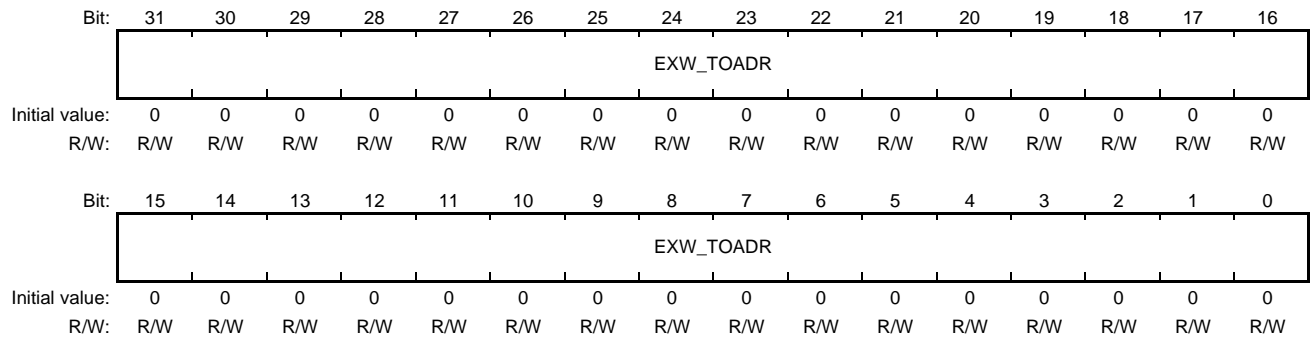 Bit: 31 30 29 28 27 26 25 24 23 22 21 20 19 18 17 16
EXW_TOADR
Initial value: 0 0 0 0 0 0 0 0 0 0 0 0 0 0 0 0
R/W: R/W R/W R/W R/W R/W R/W R/W R/W R/W R/W R/W R/W R/W R/W R/W R/W
Bit: 15 14 13 12 11 10 9 8 7 6 5 4 3 2 1 0
EXW_TOADR
Initial value: 0 0 0 0 0 0 0 0 0 0 0 0 0 0 0 0
R/W: R/W R/W R/W R/W R/W R/W R/W R/W R/W R/W R/W R/W R/W R/W R/W R/W